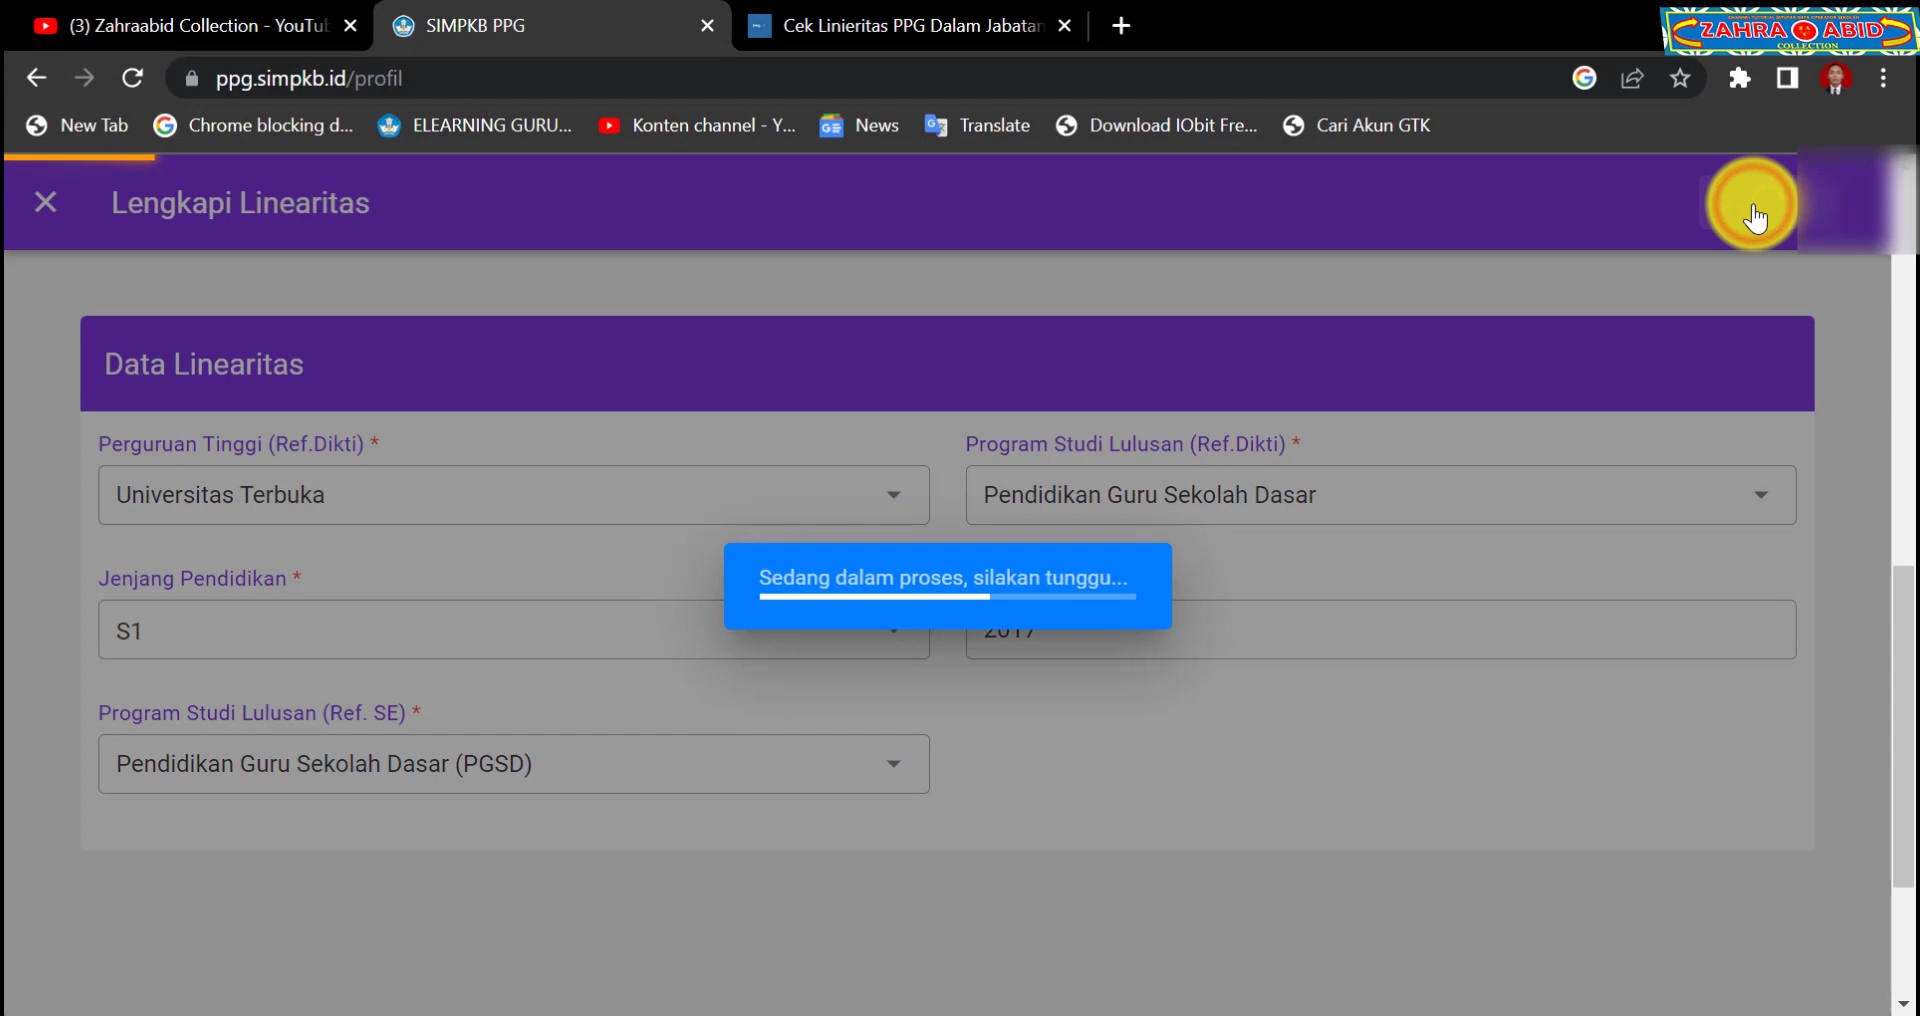 (3) Zahraabid Collection - YouTu
SIMPKB PPG
Cek Linieritas PPG Dalam Jabatan
ZAHRA ABID
COLLECTION
ppg.simpkb.id/profil
New Tab
Chrome blocking d...
ELEARNING GURU...
Konten channel - Y...
News
Translate
Download IObit Fre...
Cari Akun GTK
Lengkapi Linearitas
Data Linearitas
Perguruan Tinggi (Ref.Dikti) *
Program Studi Lulusan (Ref.Dikti) *
Universitas Terbuka
Pendidikan Guru Sekolah Dasar
Sedang dalam proses, silakan tunggu...
Jenjang Pendidikan *
S1
2017
Program Studi Lulusan (Ref. SE) *
Pendidikan Guru Sekolah Dasar (PGSD)